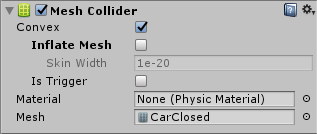 Mesh Collider
Convex
Inflate Mesh
Skin Width 1e-20
Is Trigger
Material None (Physic Material)
Mesh CarClosed